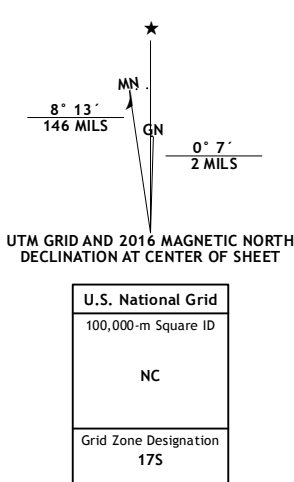 MN
8° 13´
146 MILS
GN
0° 7´
2 MILS
UTM GRID AND 2016 MAGNETIC NORTH
DECLINATION AT CENTER OF SHEET
U.S. National Grid
100,000-m Square ID
NC
Grid Zone Designation
17S